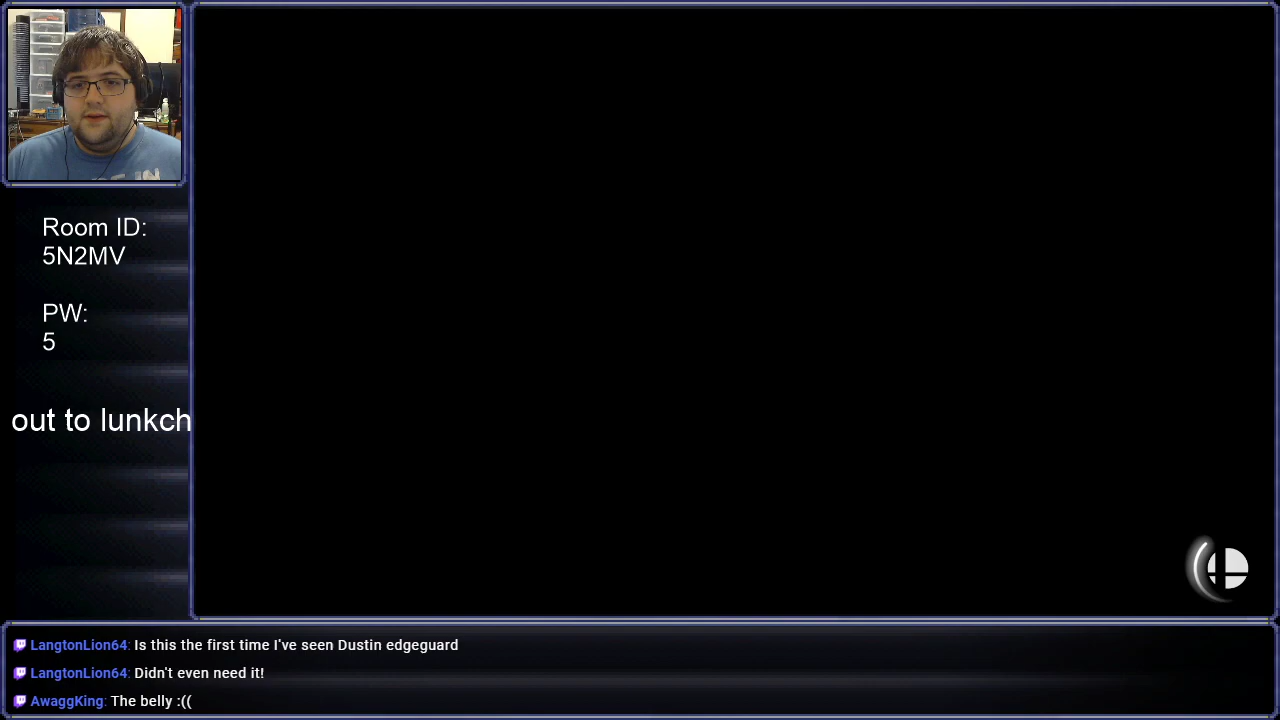 Room ID:
5N2MV
PW:
5
out to lunkch
LangtonLion64: Is this the first time I've seen Dustin edgeguard
LangtonLion64: Didn't even need it!
AwaggKing: The belly :((